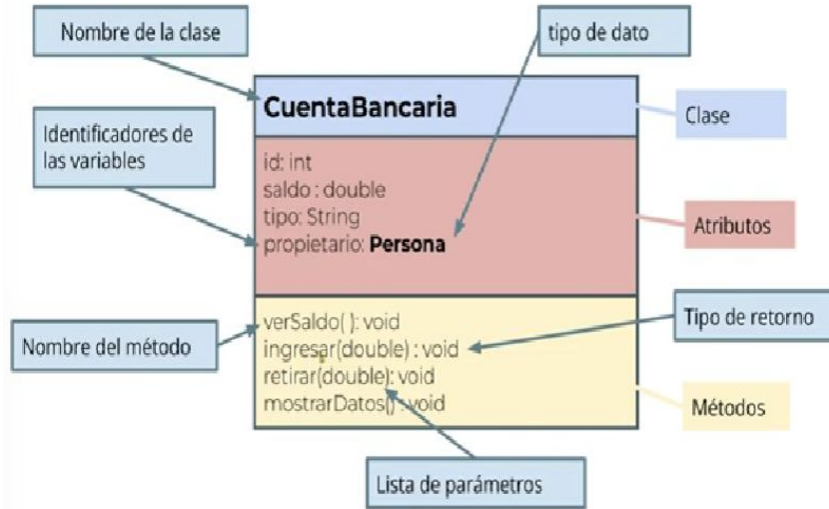 Nombre de la clase
tipo de dato
CuentaBancaria
Clase
Identificadores de
las variables
id: int
saldo : double
tipo: String
propietario: Persona
Atributos
verSaldo( ): void
ingresar(double) : void
retirar(double): void
mostrarDatos() : void
Nombre del método
Tipo de retorno
Métodos
Lista de parámetros